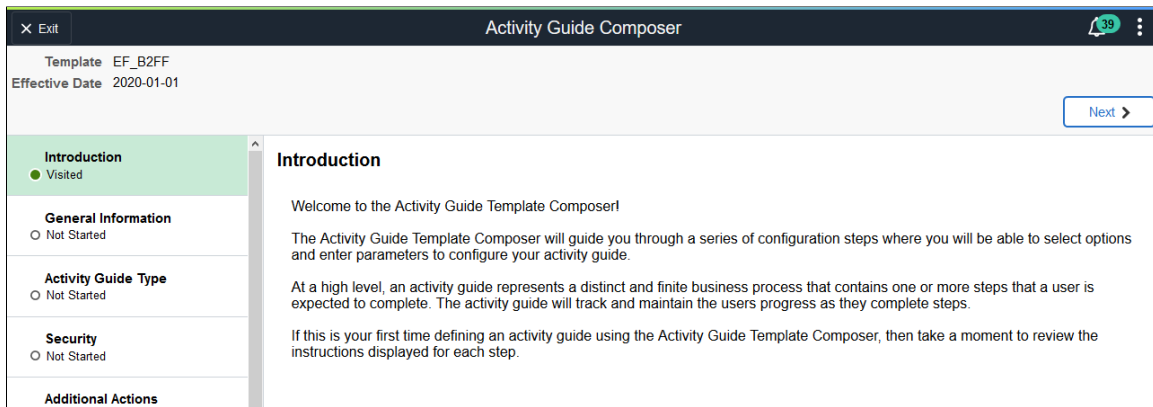 Exit
Activity Guide Composer
39
Template EF_B2FF
Effective Date 2020-01-01
Next
Introduction
Visited
General Information
Not Started
Activity Guide Type
Not Started
Security
Not Started
Additional Actions
Introduction
Welcome to the Activity Guide Template Composer!
The Activity Guide Template Composer will guide you through a series of configuration steps where you will be able to select options
and enter parameters to configure your activity guide.
At a high level, an activity guide represents a distinct and finite business process that contains one or more steps that a user is
expected to complete. The activity guide will track and maintain the users progress as they complete steps.
If this is your first time defining an activity guide using the Activity Guide Template Composer, then take a moment to review the
instructions displayed for each step.